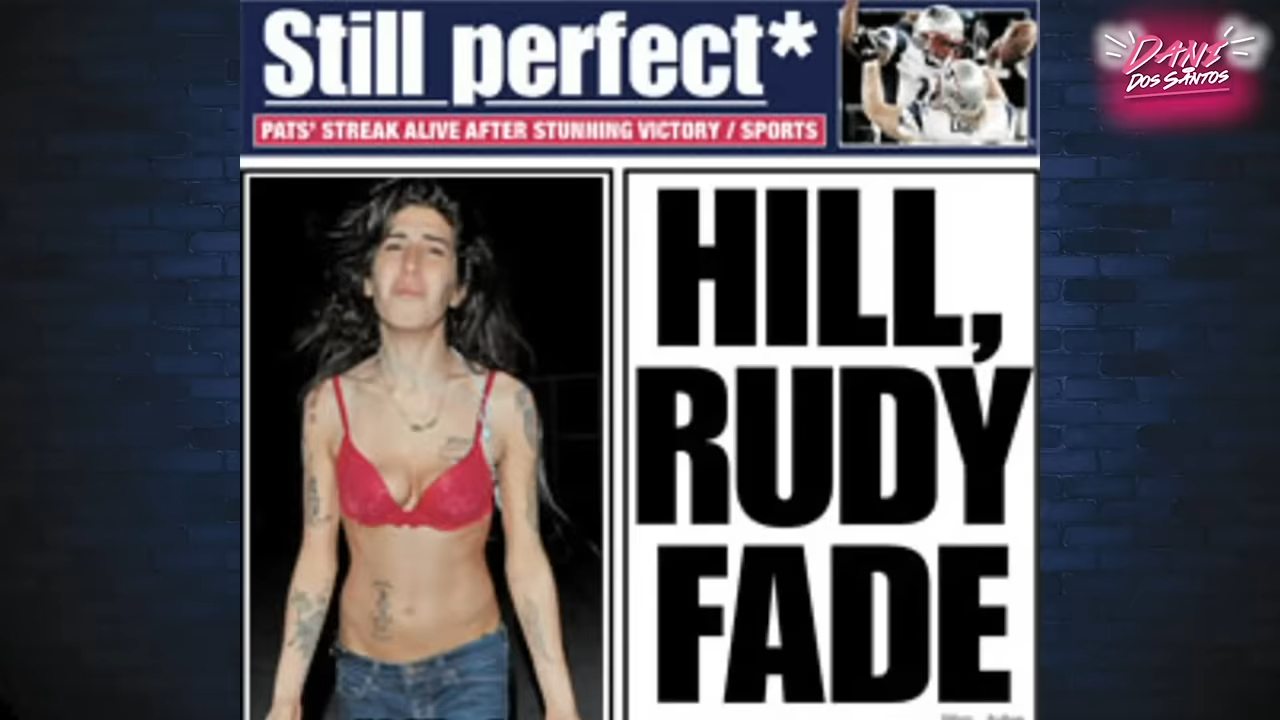 Still perfect*
PATS' STREAK ALIVE AFTER STUNNING VICTORY / SPORTS
DANI
DOS SANTOS
HILL,
RUDY
FADE